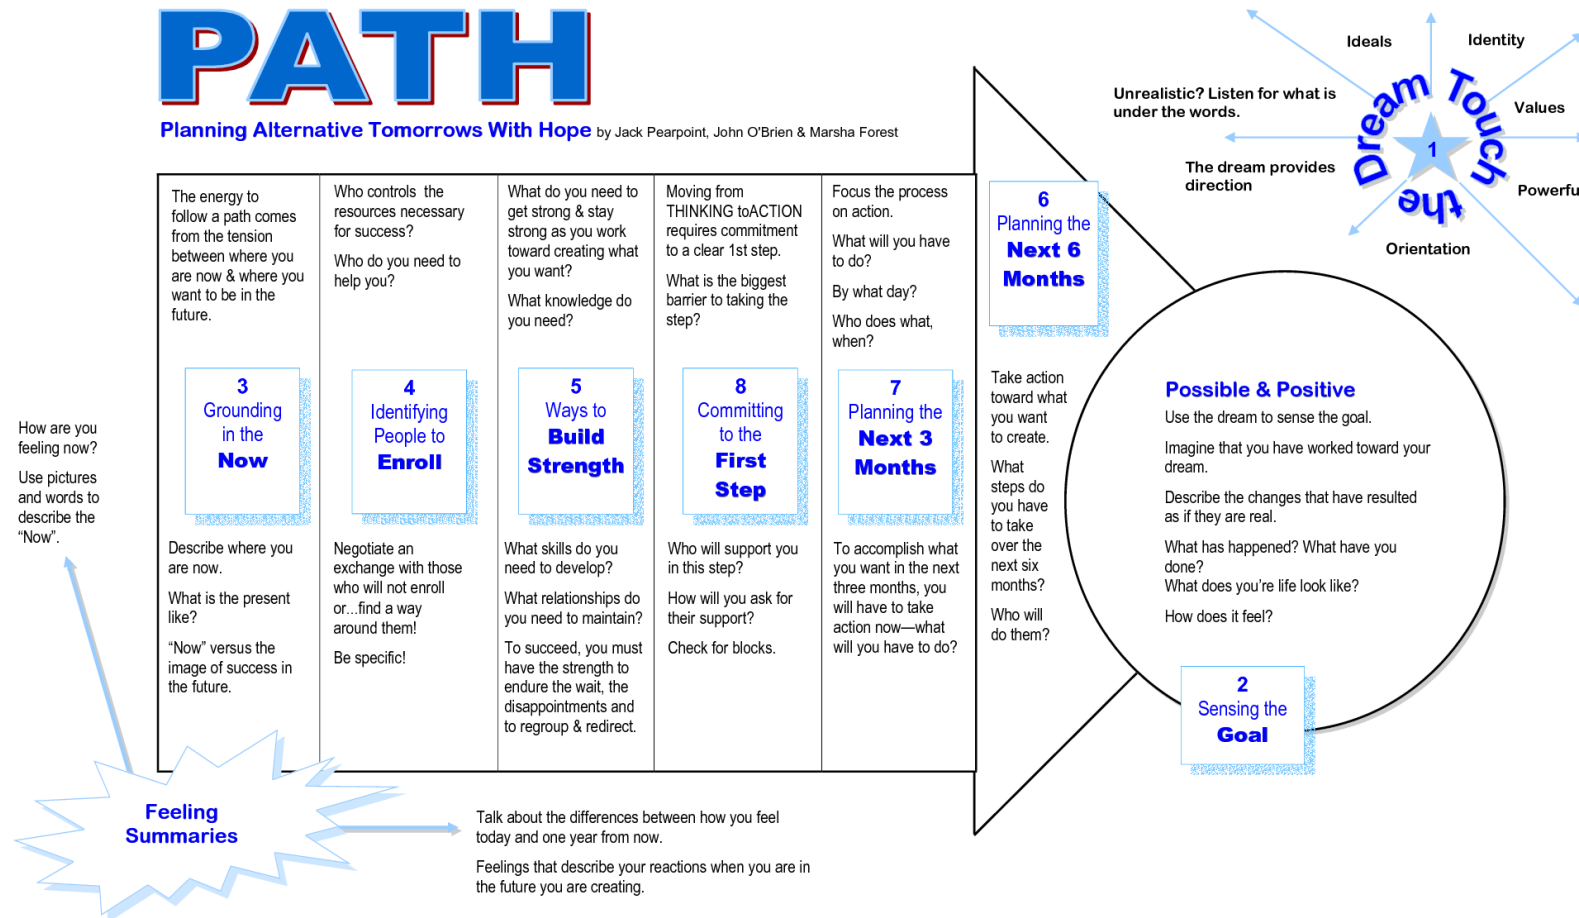 PATH
Planning Alternative Tomorrows With Hope by Jack Pearpoint, John O'Brien & Marsha Forest
Ideals
Identity
Unrealistic? Listen for what is
under the words.
Values
The dream provides
direction
Powerfu
Orientation
Touch the Dream
1
The energy to
follow a path comes
from the tension
between where you
are now & where you
want to be in the
future.
3
Grounding
in the
Now
Describe where you
are now.
What is the present
like?
“Now” versus the
image of success in
the future.
Who controls the
resources necessary
for success?
Who do you need to
help you?
4
Identifying
People to
Enroll
Negotiate an
exchange with those
who will not enroll
or...find a way
around them!
Be specific!
What do you need to
get strong & stay
strong as you work
toward creating what
you want?
What knowledge do
you need?
5
Ways to
Build
Strength
What skills do you
need to develop?
What relationships do
you need to maintain?
To succeed, you must
have the strength to
endure the wait, the
disappointments and
to regroup & redirect.
Moving from
THINKING toACTION
requires commitment
to a clear 1st step.
What is the biggest
barrier to taking the
step?
8
Committing
to the
First
Step
Who will support you
in this step?
How will you ask for
their support?
Check for blocks.
Focus the process
on action.
What will you have
to do?
By what day?
Who does what,
when?
7
Planning the
Next 3
Months
To accomplish what
you want in the next
three months, you
will have to take
action now—what
will you have to do?
6
Planning the
Next 6
Months
Take action
toward what
you want
to create.
What
steps do
you have
to take
over the
next six
months?
Who will
do them?
Possible & Positive
Use the dream to sense the goal.
Imagine that you have worked toward your
dream.
Describe the changes that have resulted
as if they are real.
What has happened? What have you
done?
What does you’re life look like?
How does it feel?
2
Sensing the
Goal
How are you
feeling now?
Use pictures
and words to
describe the
“Now”.
Feeling
Summaries
Talk about the differences between how you feel
today and one year from now.
Feelings that describe your reactions when you are in
the future you are creating.